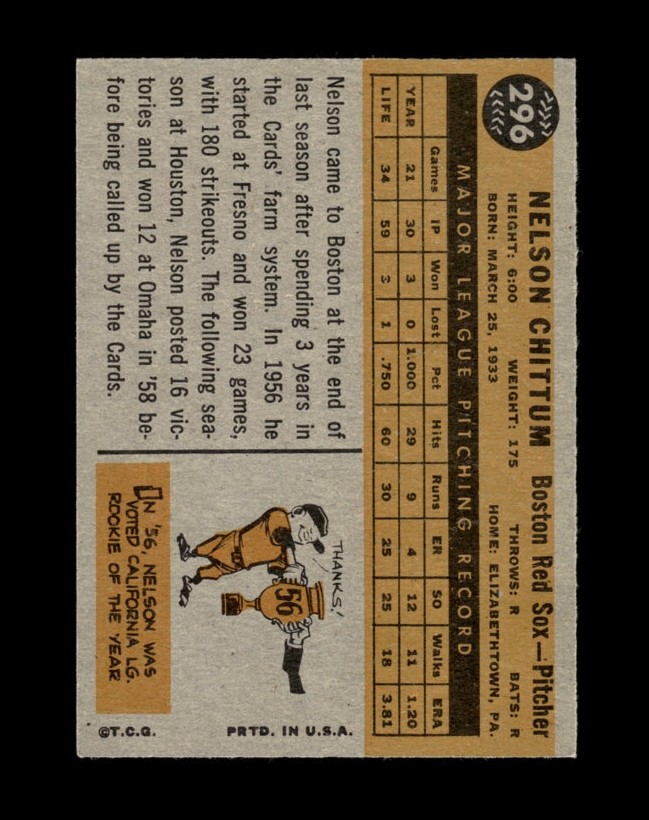 296
NELSON CHITTUM Boston Red Sox—Pitcher
HEIGHT: 6:00 WEIGHT: 175 THROWS: R BATS: R
BORN: MARCH 25, 1933 HOME: ELIZABETHTOWN, PA.
MAJOR LEAGUE PITCHING RECORD
Games IP Won Lost Pct Hits Runs ER SO Walks ERA
YEAR 21 30 3 0 1.000 29 9 4 12 11 1.20
LIFE 34 59 3 1 .750 60 30 25 25 18 3.81
Nelson came to Boston at the end of
last season after spending 3 years in
the Cards' farm system. In 1956 he
started at Fresno and won 23 games,
with 180 strikeouts. The following sea-
son at Houston, Nelson posted 16 vic-
tories and won 12 at Omaha in '58 be-
fore being called up by the Cards.
THANKS!
56
IN '56, NELSON WAS
VOTED CALIFORNIA LG.
ROOKIE OF THE YEAR
©T.C.G. PRTD. IN U.S.A.